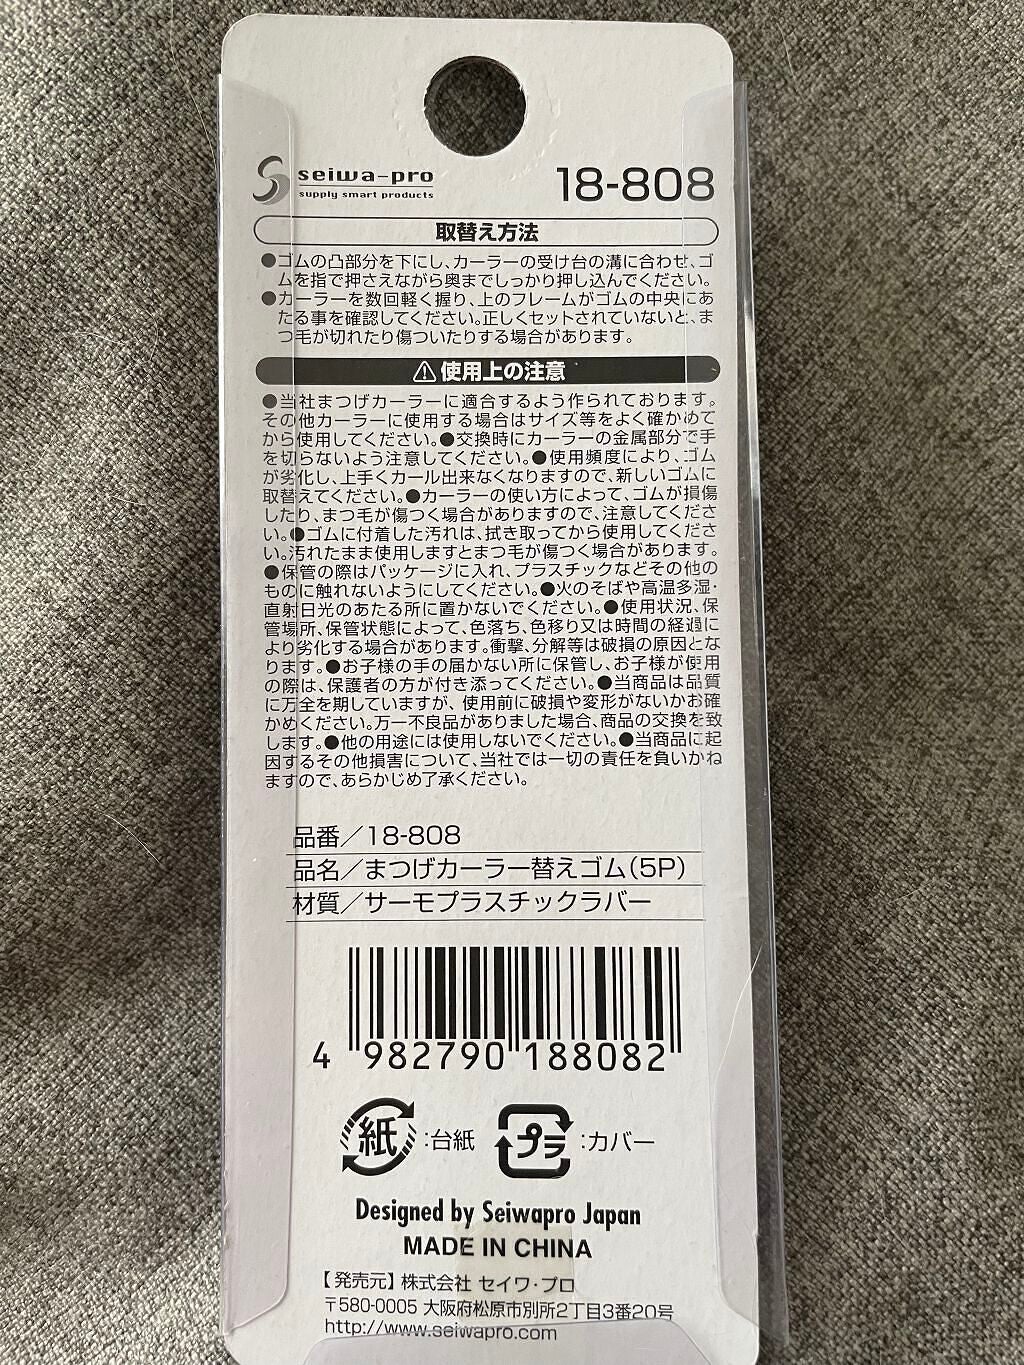 seiwa-pro
supply smart products
18-808
取替え方法
●ゴムの凸部分を下にし、カーラーの受け台の溝に合わせ、ゴ
ムを指で押さえながら奥までしっかり押し込んでください。
●カーラーを数回軽く握り、上のフレームがゴムの中央にあ
たる事を確認してください。正しくセットされていないと、ま
つ毛が切れたり傷ついたりする場合があります。
⚠使用上の注意
●当社まつげカーラーに適合するよう作られております。
その他カーラーに使用する場合はサイズ等をよく確かめて
から使用してください。●交換時にカーラーの金属部分で手
を切らないよう注意してください。●使用頻度により、ゴム
が劣化し、上手くカール出来なくなりますので、新しいゴムに
取替えてください。●カーラーの使い方によって、ゴムが損傷
したり、まつ毛が傷つく場合がありますので、注意してくださ
い。●ゴムに付着した汚れは、拭き取ってから使用してくださ
い。汚れたまま使用しますとまつ毛が傷つく場合があります。
●保管の際はパッケージに入れ、プラスチックなどその他の
ものに触れないようにしてください。●火のそばや高温多湿・
直射日光のあたる所に置かないでください。●使用状況、保
管場所、保管状態によって、色落ち、色移り又は時間の経過に
より劣化する場合があります。衝撃、分解等は破損の原因とな
ります。●お子様の手の届かない所に保管し、お子様が使用
の際は、保護者の方が付き添ってください。●当商品は品質
に万全を期していますが、使用前に破損や変形がないかお確
かめください。万一不良品がありました場合、商品の交換を致
します。●他の用途には使用しないでください。●当商品に起
因するその他損害について、当社では一切の責任を負いかね
ますので、あらかじめ了承ください。
品番／18-808
品名／まつげカーラー替えゴム(5P)
材質／サーモプラスチックラバー
4 982790 188082
紙:台紙 プラ:カバー
Designed by Seiwapro Japan
MADE IN CHINA
【発売元】株式会社 セイワ・プロ
〒580-0005 大阪府松原市別所2丁目3番20号
http://www.seiwapro.com